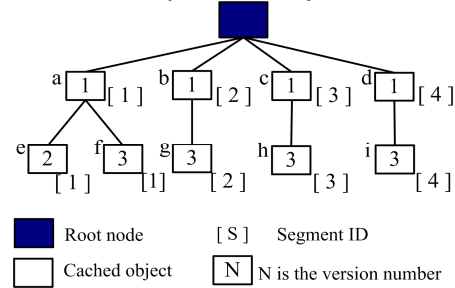 a 1 [ 1 ] b 1 [ 2 ] c 1 [ 3 ] d 1 [ 4 ]
e 2 [ 1 ] f 3 [1] g 3 [ 2 ] h 3 [ 3 ] i 3 [ 4 ]
Root node [ S ] Segment ID
Cached object N N is the version number